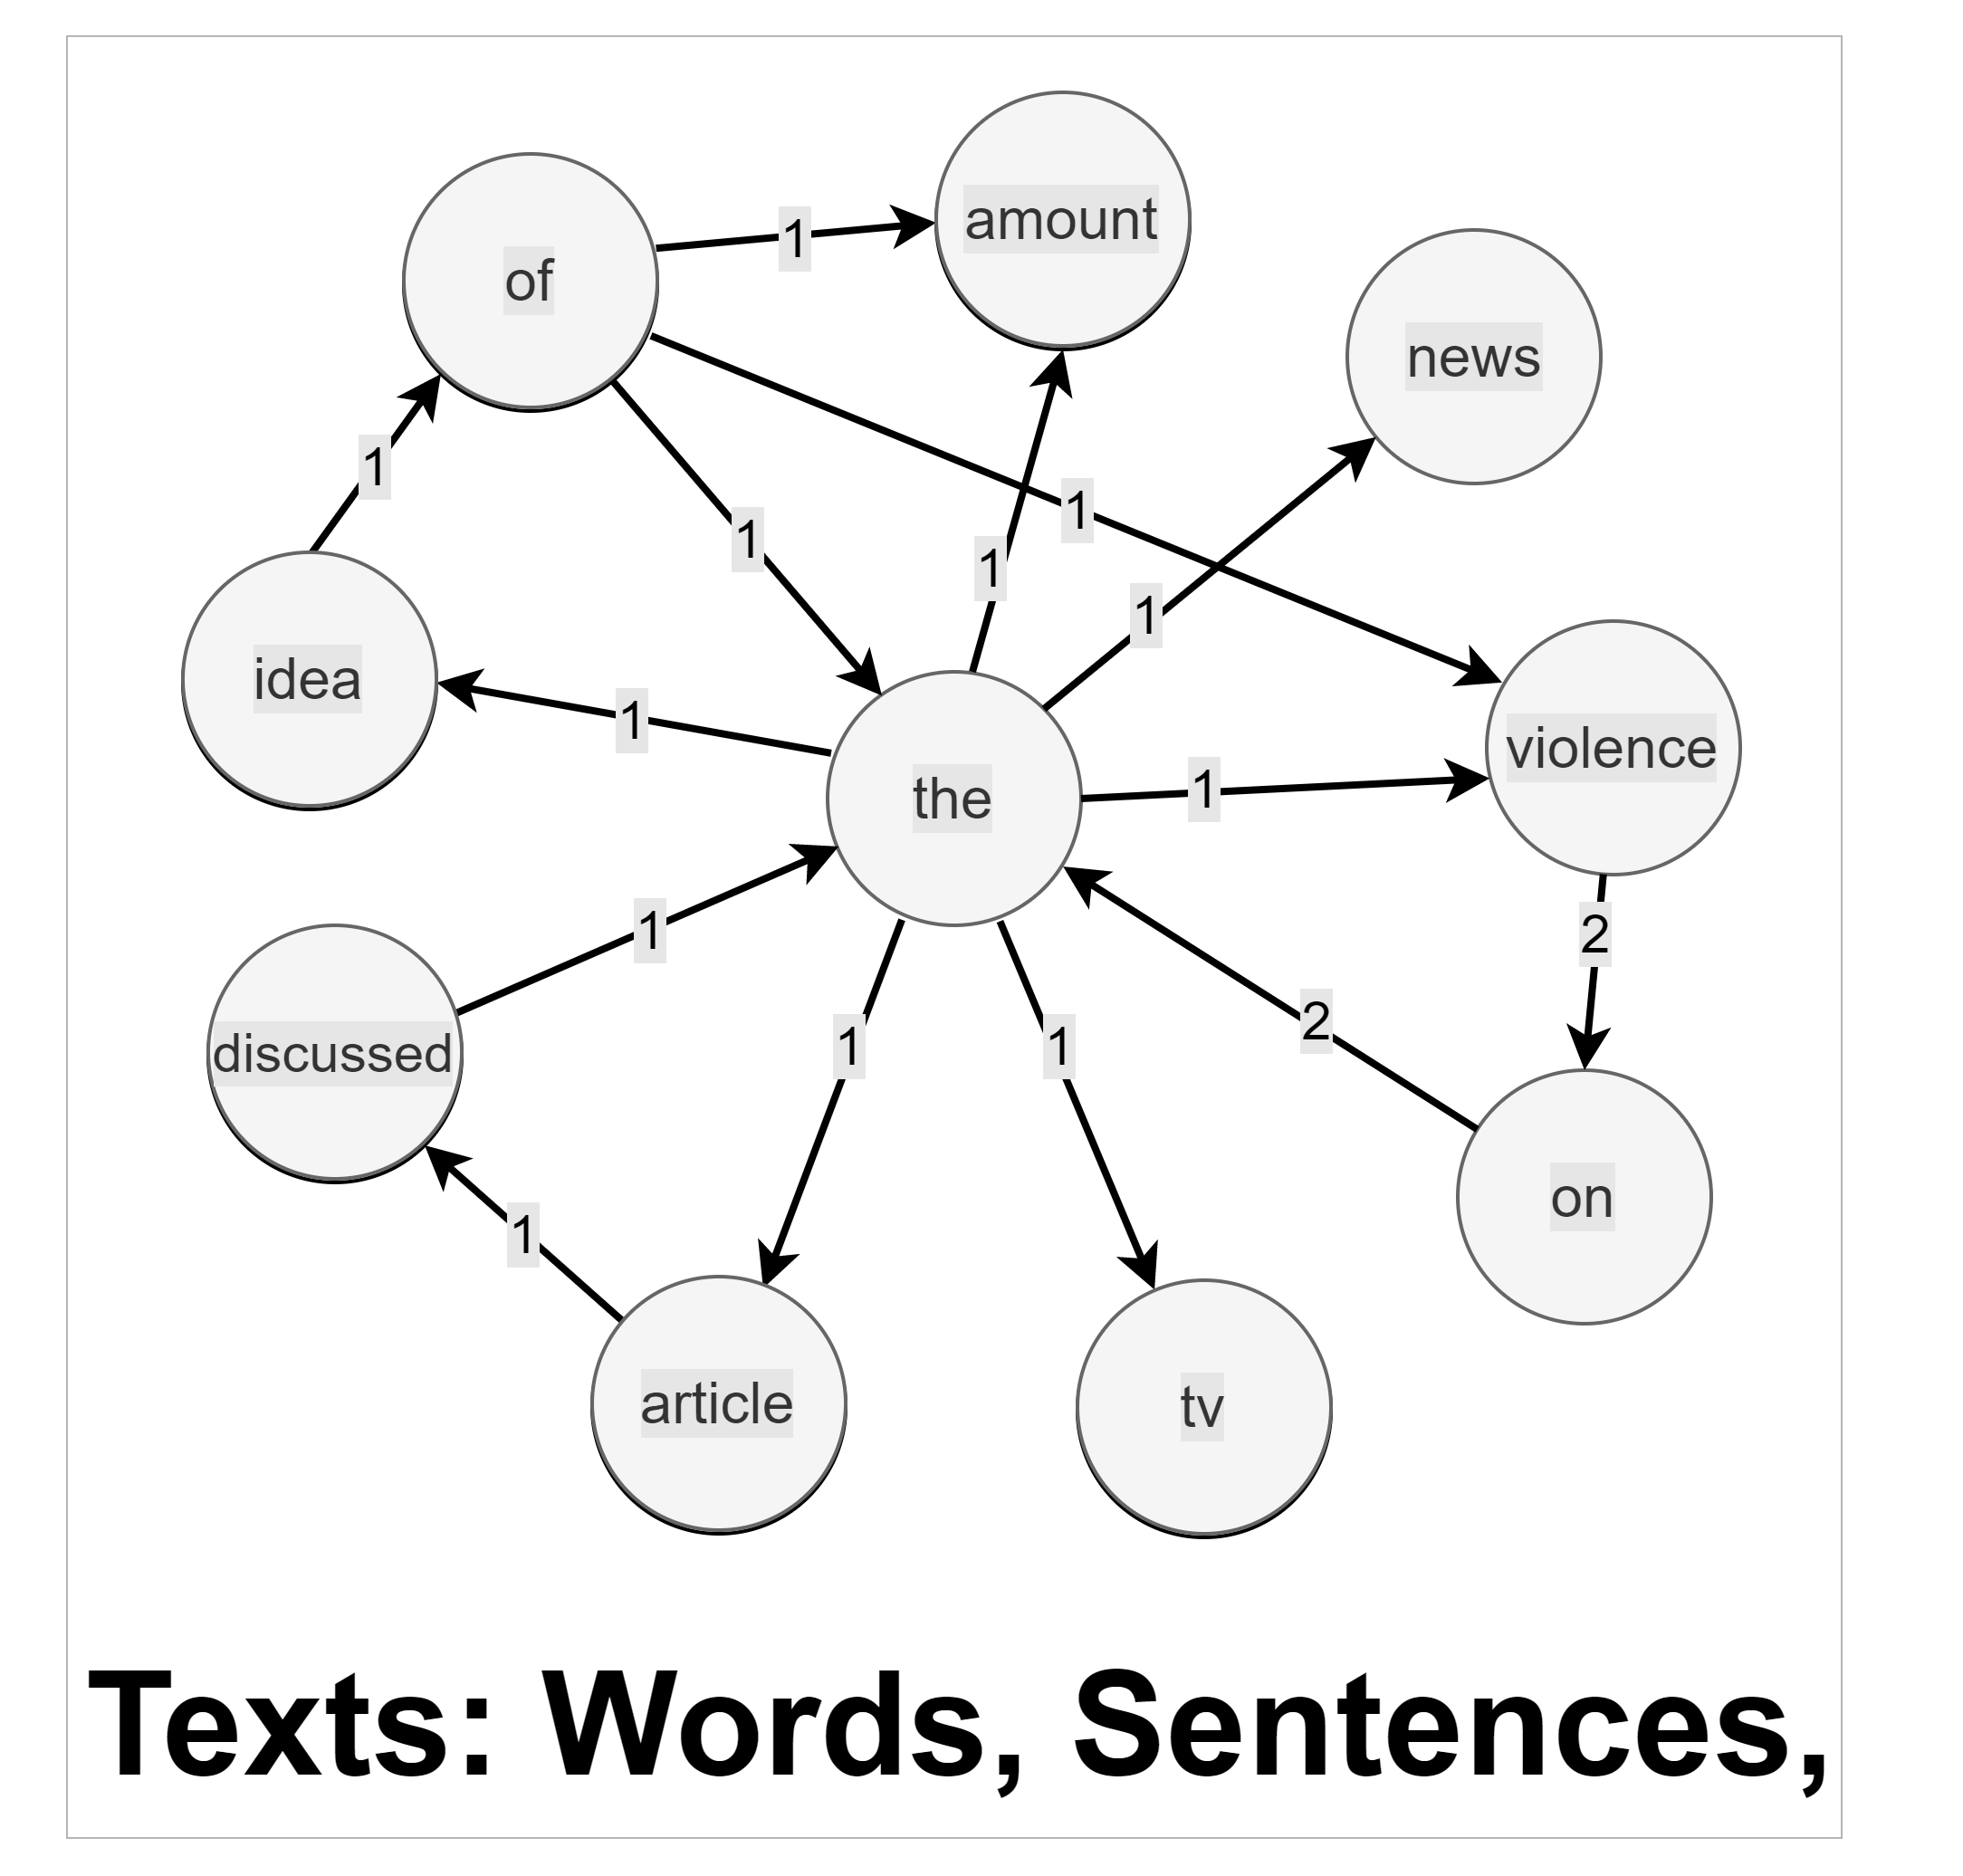 amount
of
1
news
1
1
1
1
1
idea
1
violence
1
the
1
2
discussed
2
1
1
on
1
article
tv
Texts: Words, Sentences,